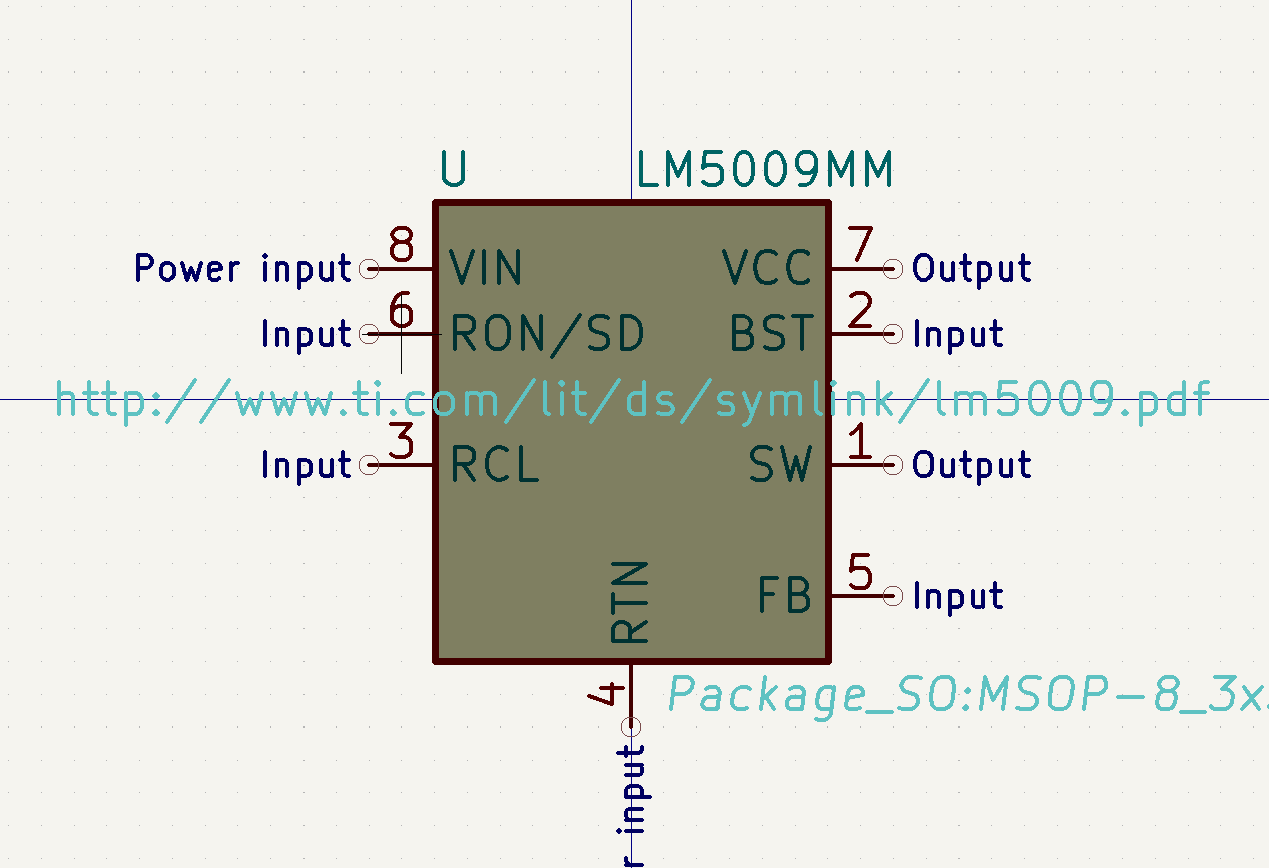 U LM5009MM
Power input 8 VIN VCC 7 Output
Input 6 RON/SD BST 2 Input
http://www.ti.com/lit/ds/symlink/lm5009.pdf
Input 3 RCL SW 1 Output
RTN FB 5 Input
4 Package_SO:MSOP-8_3x
input